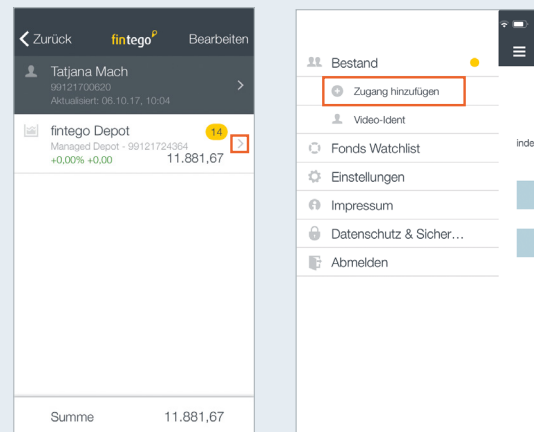 Zurück fintego Bearbeiten
Tatjana Mach
99121700620
Aktualisiert: 06.10.17, 10:04
fintego Depot 14
Managed Depot - 99121724364
+0,00% +0,00 11.881,67
Summe 11.881,67
Bestand
Zugang hinzufügen
Video-Ident
Fonds Watchlist
Einstellungen
Impressum
Datenschutz & Sicher...
Abmelden
inde